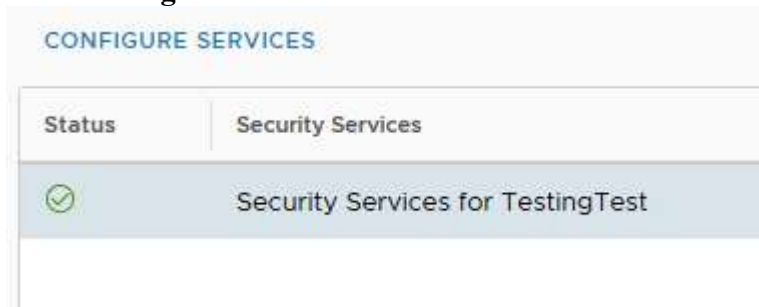 CONFIGURE SERVICES
Status Security Services
Security Services for TestingTest